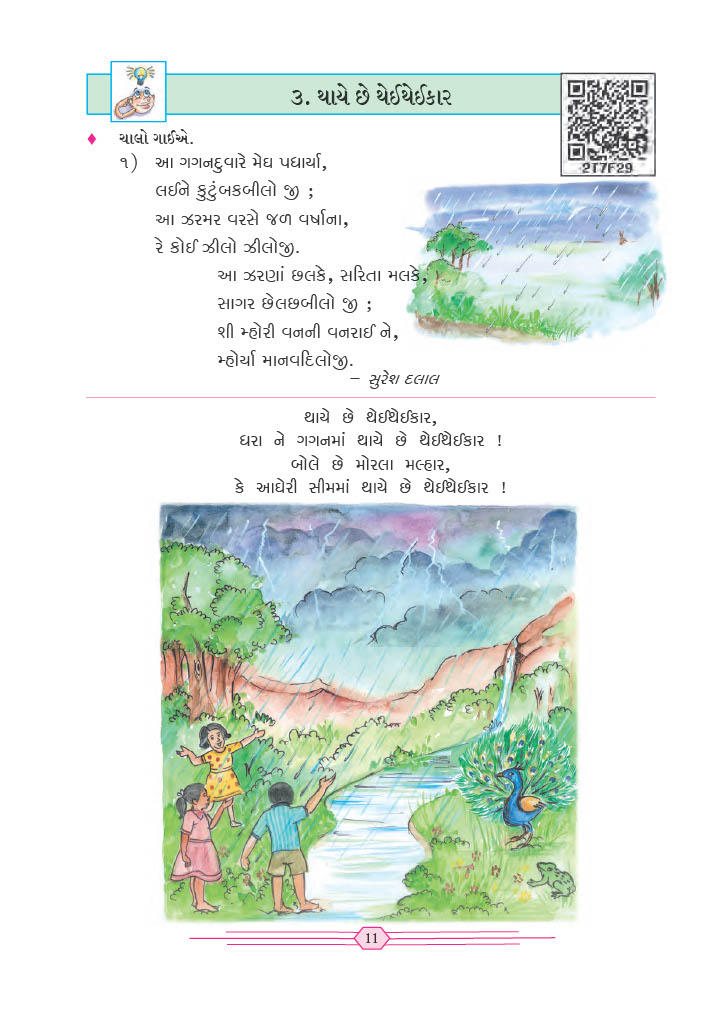 ૩. થાયે છે થેઈથેઈકાર
2T7F29
♦ ચાલો ગાઈએ.
૧) આ ગગનદુવારે મેઘ પધાર્યા,
લઈને કુટુંબકબીલો જી ;
આ ઝરમર વરસે જળ વર્ષાના,
રે કોઈ ઝીલો ઝીલોજી.
આ ઝરણાં છલકે, સરિતા મલકે,
સાગર છેલછબીલો જી ;
શી મ્હોરી વનની વનરાઈ ને,
મ્હોર્યા માનવદિલોજી.
– સુરેશ દલાલ
થાયે છે થેઈથેઈકાર,
ધરા ને ગગનમાં થાયે છે થેઈથેઈકાર !
બોલે છે મોરલા મલ્હાર,
કે આઘેરી સીમમાં થાયે છે થેઈથેઈકાર !
11